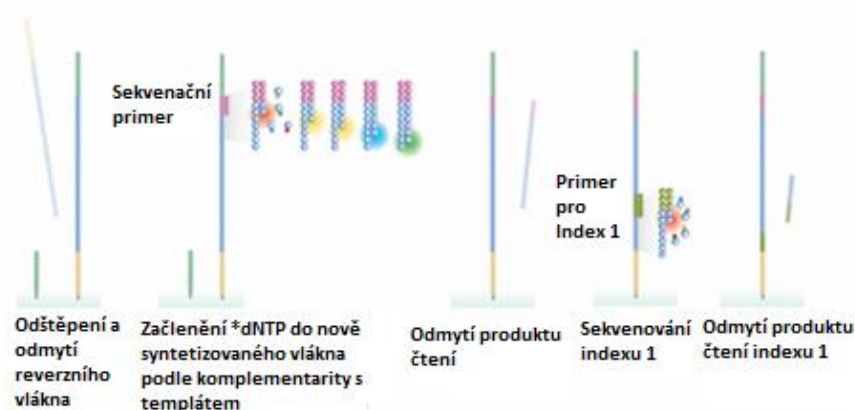 Sekvenační
primer
Primer
pro
Index 1
Odštěpení a
odmytí
reverzního
vlákna
Začlenění *dNTP do nově
syntetizovaného vlákna
podle komplementarity s
templátem
Odmytí produktu
čtení
Sekvenování
indexu 1
Odmytí produktu
čtení indexu 1